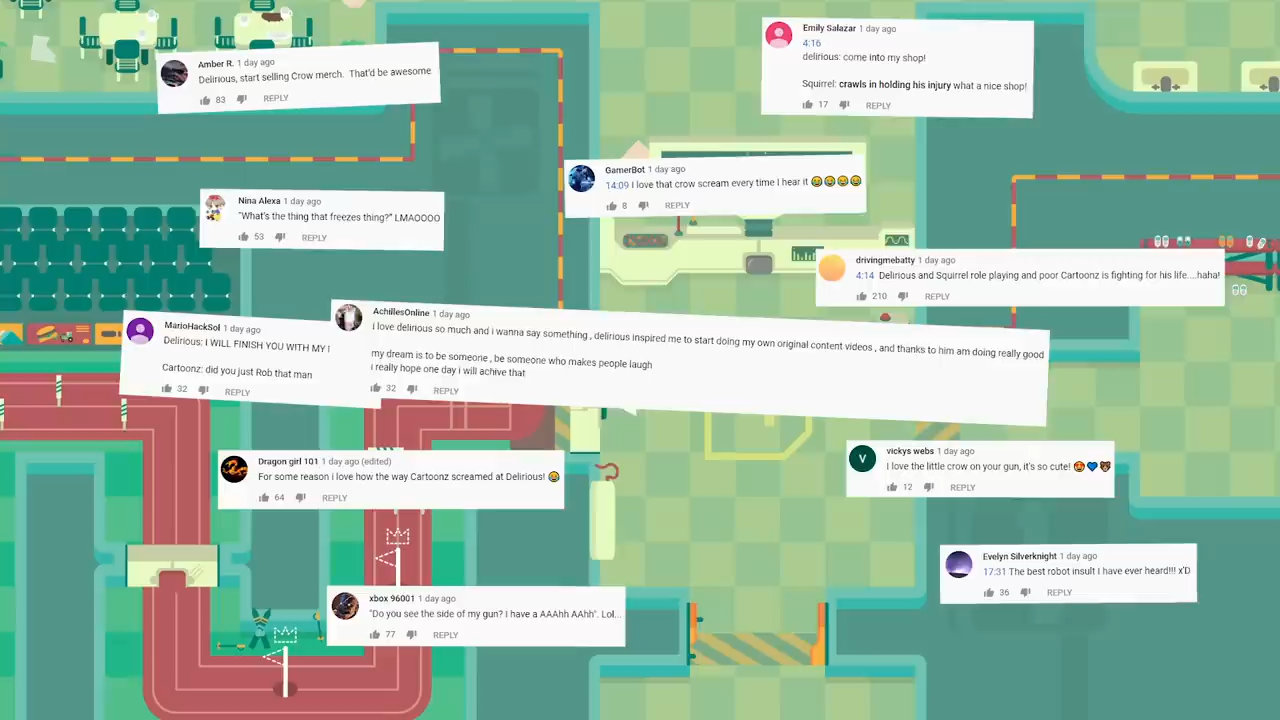 Amber R. 1 day ago
Delirious, start selling Crow merch. That'd be awesome
83 REPLY
Emily Salazar 1 day ago
4:16
delirious: come into my shop!
Squirrel: crawls in holding his injury what a nice shop!
17 REPLY
GamerBot 1 day ago
14:09 I love that crow scream every time I hear it 😂😂😂😂
8 REPLY
Nina Alexa 1 day ago
"What's the thing that freezes thing?" LMAOOOO
53 REPLY
drivingmebatty 1 day ago
4:14 Delirious and Squirrel role playing and poor Cartoonz is fighting for his life....haha!
210 REPLY
MarioHackSol 1 day ago
Delirious: I WILL FINISH YOU WITH MY !
Cartoonz: did you just Rob that man
32 REPLY
AchillesOnline 1 day ago
i love delirious so much and i wanna say something , delirious inspired me to start doing my own original content videos , and thanks to him am doing really good
my dream is to be someone , be someone who makes people laugh
i really hope one day i will achive that
32 REPLY
Dragon girl 101 1 day ago (edited)
For some reason i love how the way Cartoonz screamed at Delirious! 😂
64 REPLY
V
vickys webs 1 day ago
I love the little crow on your gun, it's so cute! 🤩💙🐻
12 REPLY
Evelyn Silverknight 1 day ago
17:31 The best robot insult I have ever heard!!! x'D
36 REPLY
xbox 96001 1 day ago
"Do you see the side of my gun? I have a AAAhh AAhh". Lol...
77 REPLY